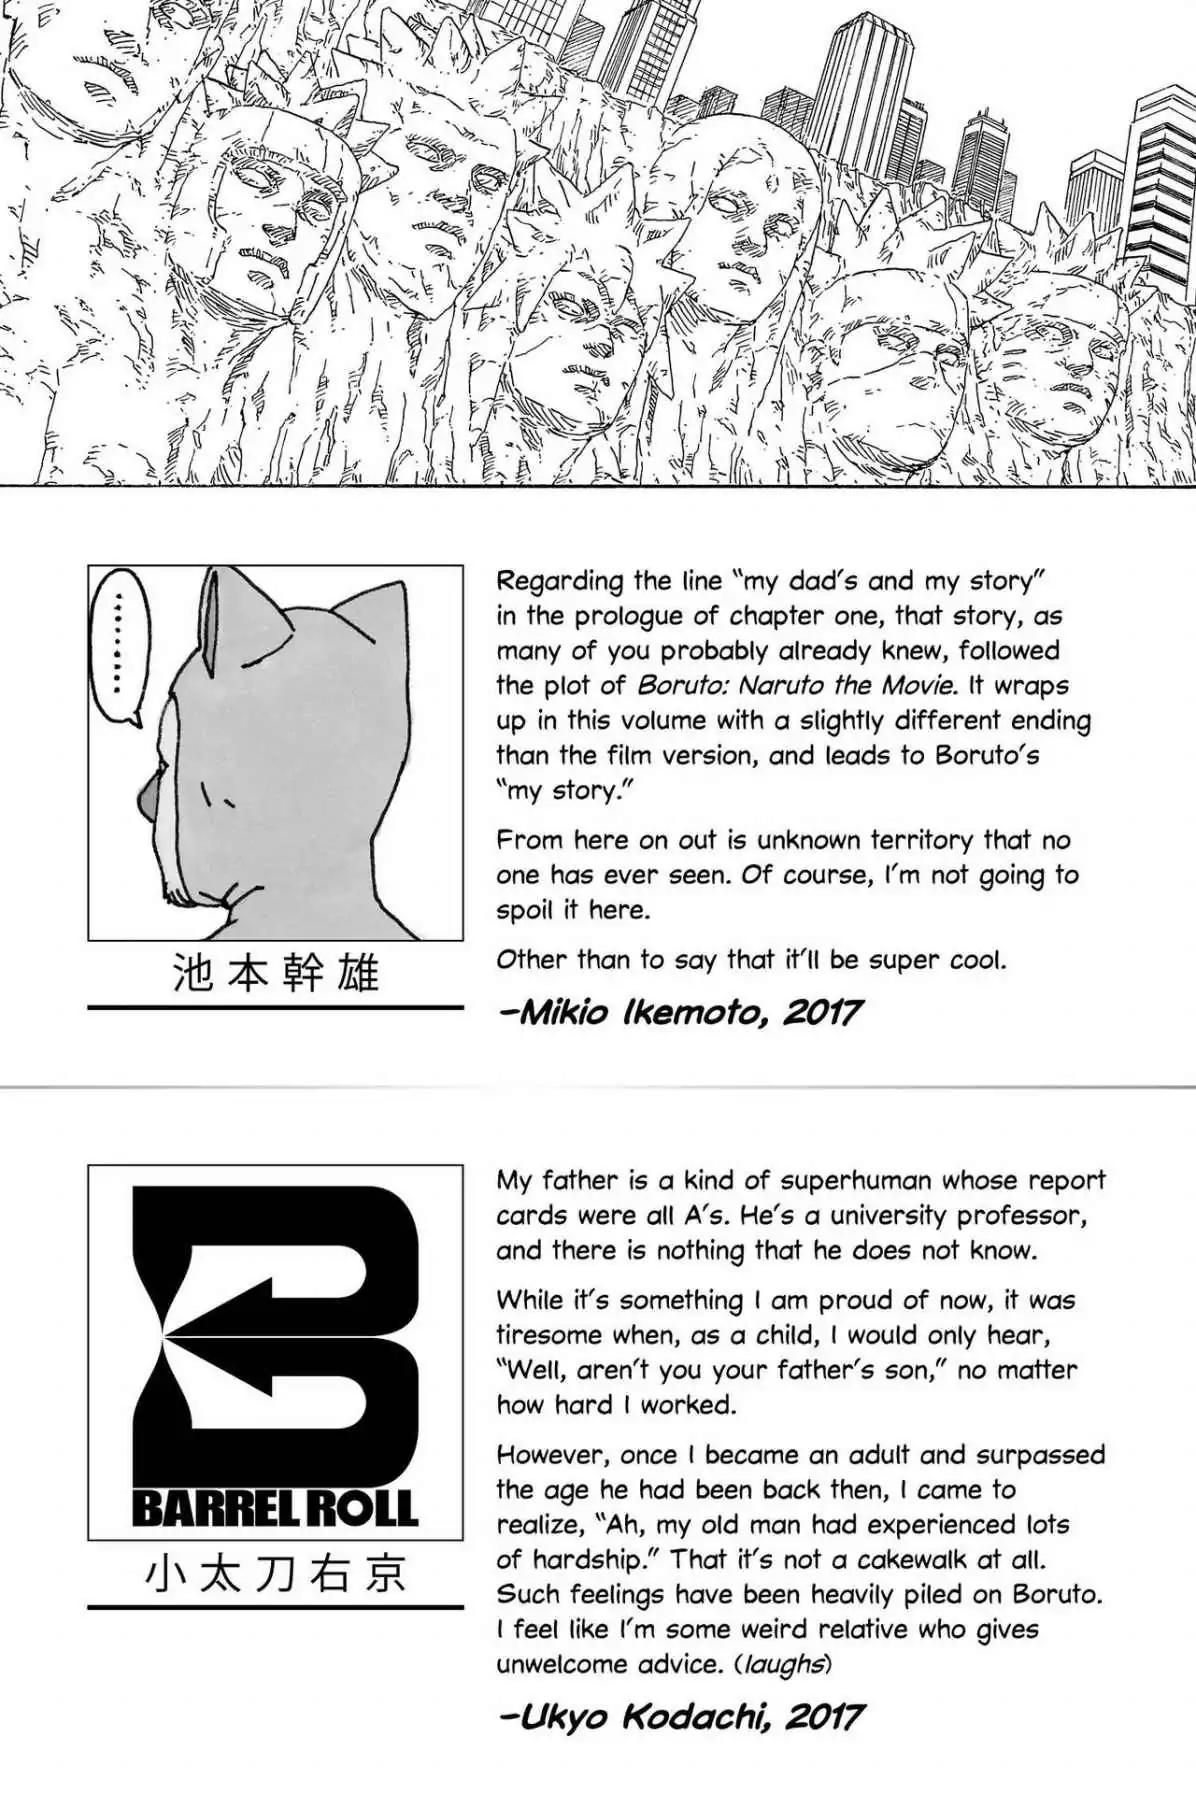 Regarding the line “my dad's and my story”
in the prologue of chapter one, that story, as
many of you probably already knew, followed
the plot of Boruto: Naruto the Movie. It wraps
up in this volume with a slightly different ending
than the film version, and leads to Boruto's
“my story.”
From here on out is unknown territory that no
one has ever seen. Of course, I'm not going to
spoil it here.
Other than to say that it'll be super cool.
池本幹雄
–Mikio Ikemoto, 2017
BARREL ROLL
小太刀右京
My father is a kind of superhuman whose report
cards were all A's. He's a university professor,
and there is nothing that he does not know.
While it's something I am proud of now, it was
tiresome when, as a child, I would only hear,
“Well, aren't you your father's son,” no matter
how hard I worked.
However, once I became an adult and surpassed
the age he had been back then, I came to
realize, “Ah, my old man had experienced lots
of hardship.” That it's not a cakewalk at all.
Such feelings have been heavily piled on Boruto.
I feel like I'm some weird relative who gives
unwelcome advice. (laughs)
–Ukyo Kodachi, 2017